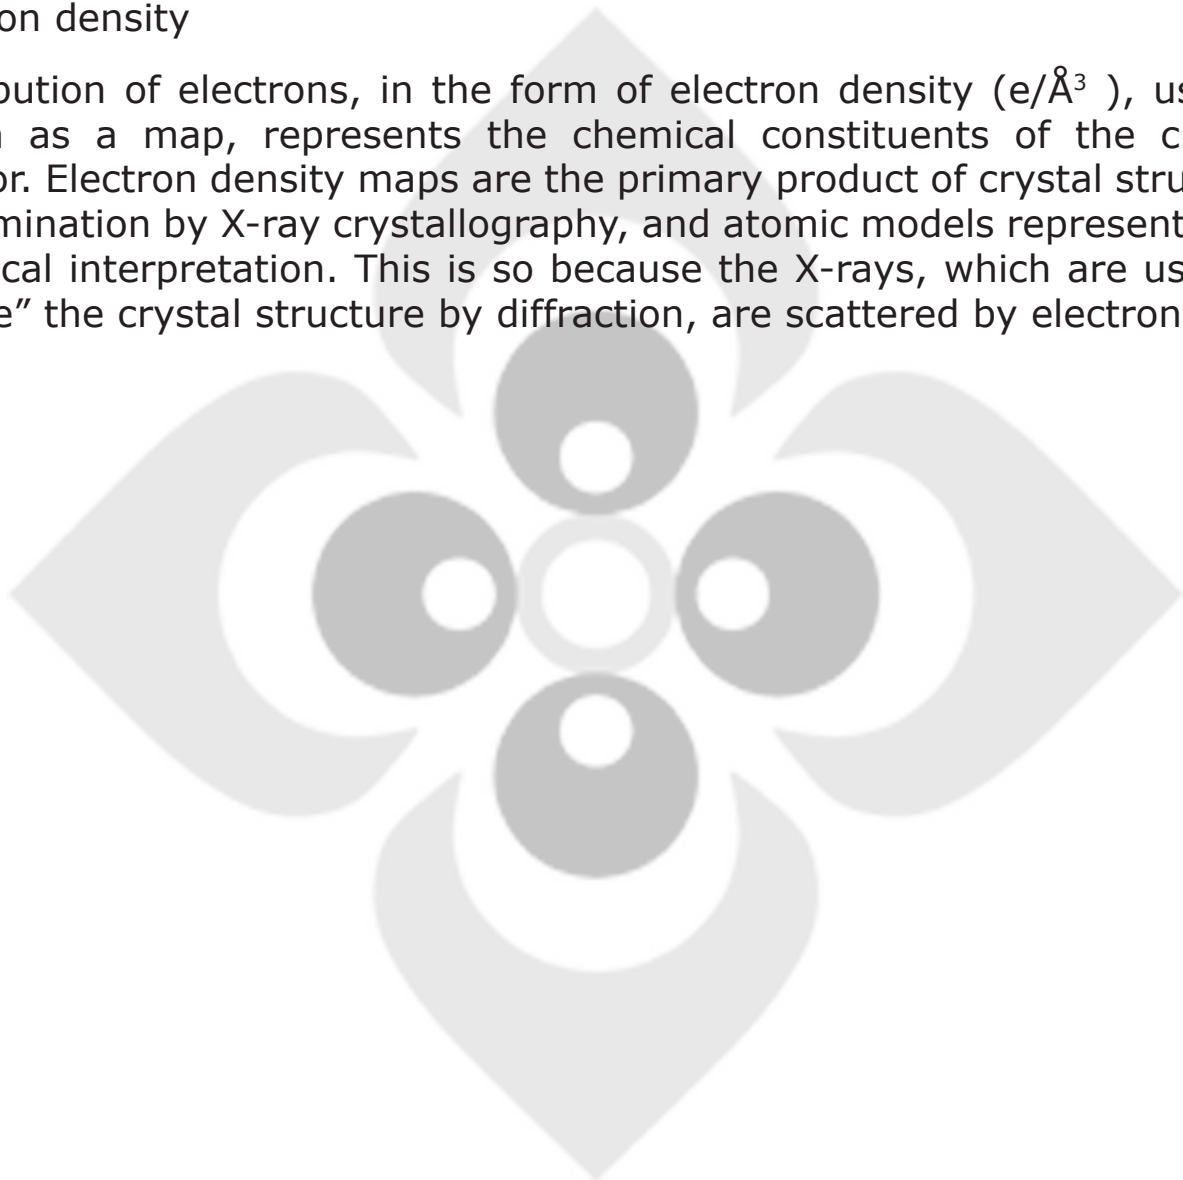 on density
bution of electrons, in the form of electron density (e/Å³ ), us
as a map, represents the chemical constituents of the c
or. Electron density maps are the primary product of crystal stru
mination by X-ray crystallography, and atomic models represent
ical interpretation. This is so because the X-rays, which are us
e” the crystal structure by diffraction, are scattered by electron